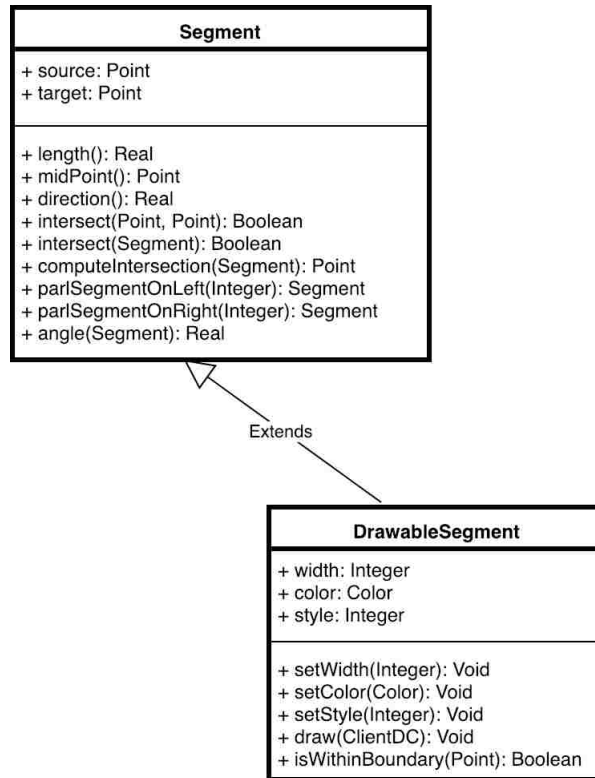 Segment
+ source: Point
+ target: Point
+ length(): Real
+ midPoint(): Point
+ direction(): Real
+ intersect(Point, Point): Boolean
+ intersect(Segment): Boolean
+ computeIntersection(Segment): Point
+ parlSegmentOnLeft(Integer): Segment
+ parlSegmentOnRight(Integer): Segment
+ angle(Segment): Real
Extends
DrawableSegment
+ width: Integer
+ color: Color
+ style: Integer
+ setWidth(Integer): Void
+ setColor(Color): Void
+ setStyle(Integer): Void
+ draw(ClientDC): Void
+ isWithinBoundary(Point): Boolean